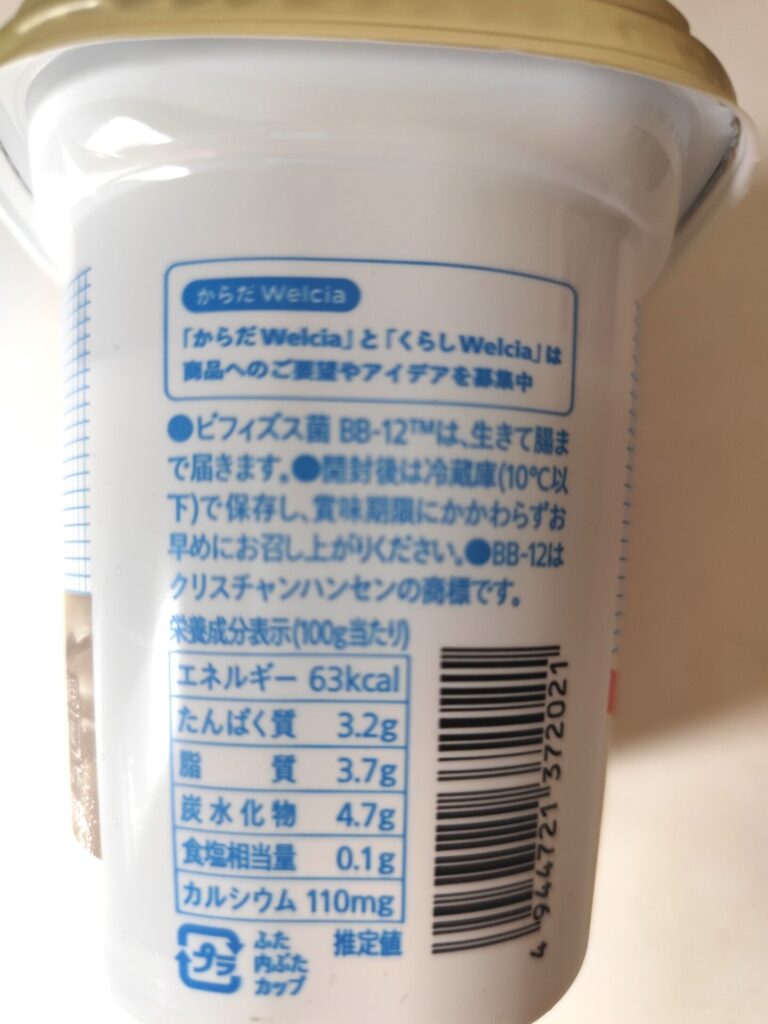 からだWelcia
「からだWelcia」と「くらしWelcia」は
商品へのご要望やアイデアを募集中
●ビフィズス菌 BB-12™は、生きて腸ま
で届きます。●開封後は冷蔵庫(10℃以
下)で保存し、賞味期限にかかわらずお
早めにお召し上がりください。●BB-12は
クリスチャンハンセンの商標です。
栄養成分表示(100g当たり)
エネルギー 63kcal
たんぱく質 3.2g
脂質 3.7g
炭水化物 4.7g
食塩相当量 0.1g
カルシウム 110mg
推定値
プラ
ふた
内ぶた
カップ
4 944721 372021